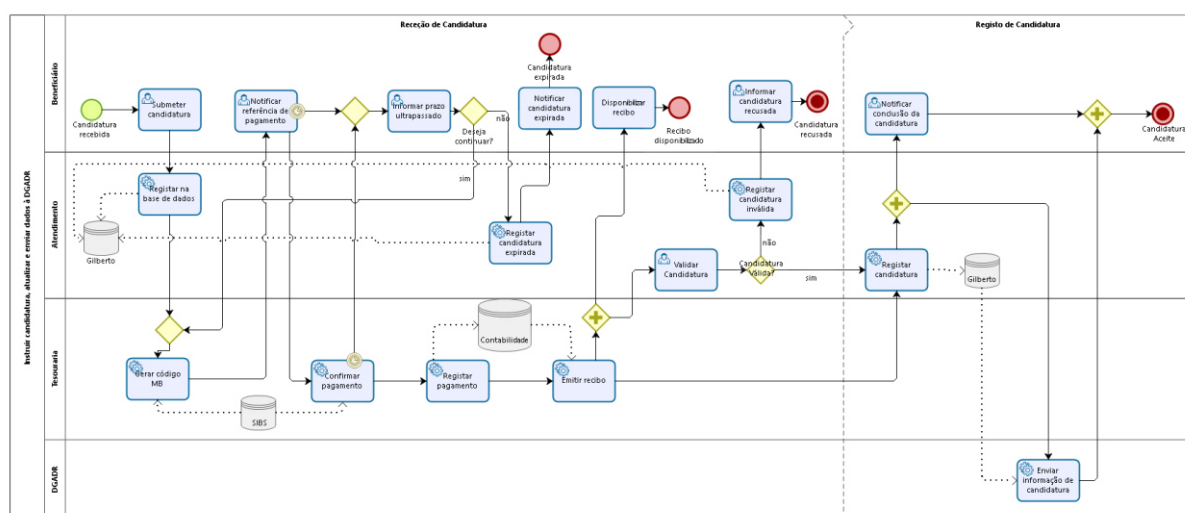 Instruir candidatura, atualizar e enviar dados à DGADR
Receção de Candidatura
Registo de Candidatura
Beneficiário
Atendimento
Tesouraria
DGADR
Candidatura
recebida
Submeter
candidatura
Notificar
referência de
pagamento
Informar prazo
ultrapassado
Deseja
continuar?
não
sim
Candidatura
expirada
Notificar
candidatura
expirada
Disponibilizar
recibo
Recibo
disponibilizado
Informar
candidatura
recusada
Candidatura
recusada
Notificar
conclusão da
candidatura
Candidatura
Aceite
Registar na
base de dados
Gilberto
Registar
candidatura
expirada
Validar
Candidatura
Registar
candidatura
inválida
não
Candidatura
Válida?
sim
Registar
candidatura
Gilberto
Gerar código
MB
SIBS
Confirmar
pagamento
Registar
pagamento
Contabilidade
Emitir recibo
Enviar
informação de
candidatura